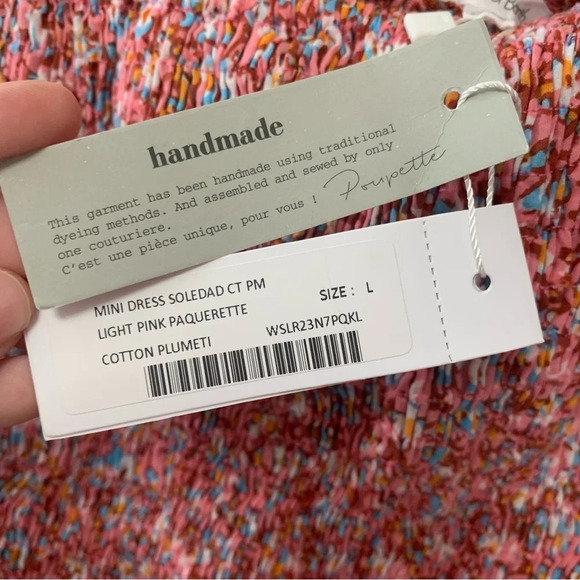 handmade
This garment has been handmade using traditional
dyeing methods. And assembled and sewed by only
one couturiere.
C'est une pièce unique, pour vous ! Poupette
MINI DRESS SOLEDAD CT PM SIZE : L
LIGHT PINK PAQUERETTE
COTTON PLUMETI WSLR23N7PQKL